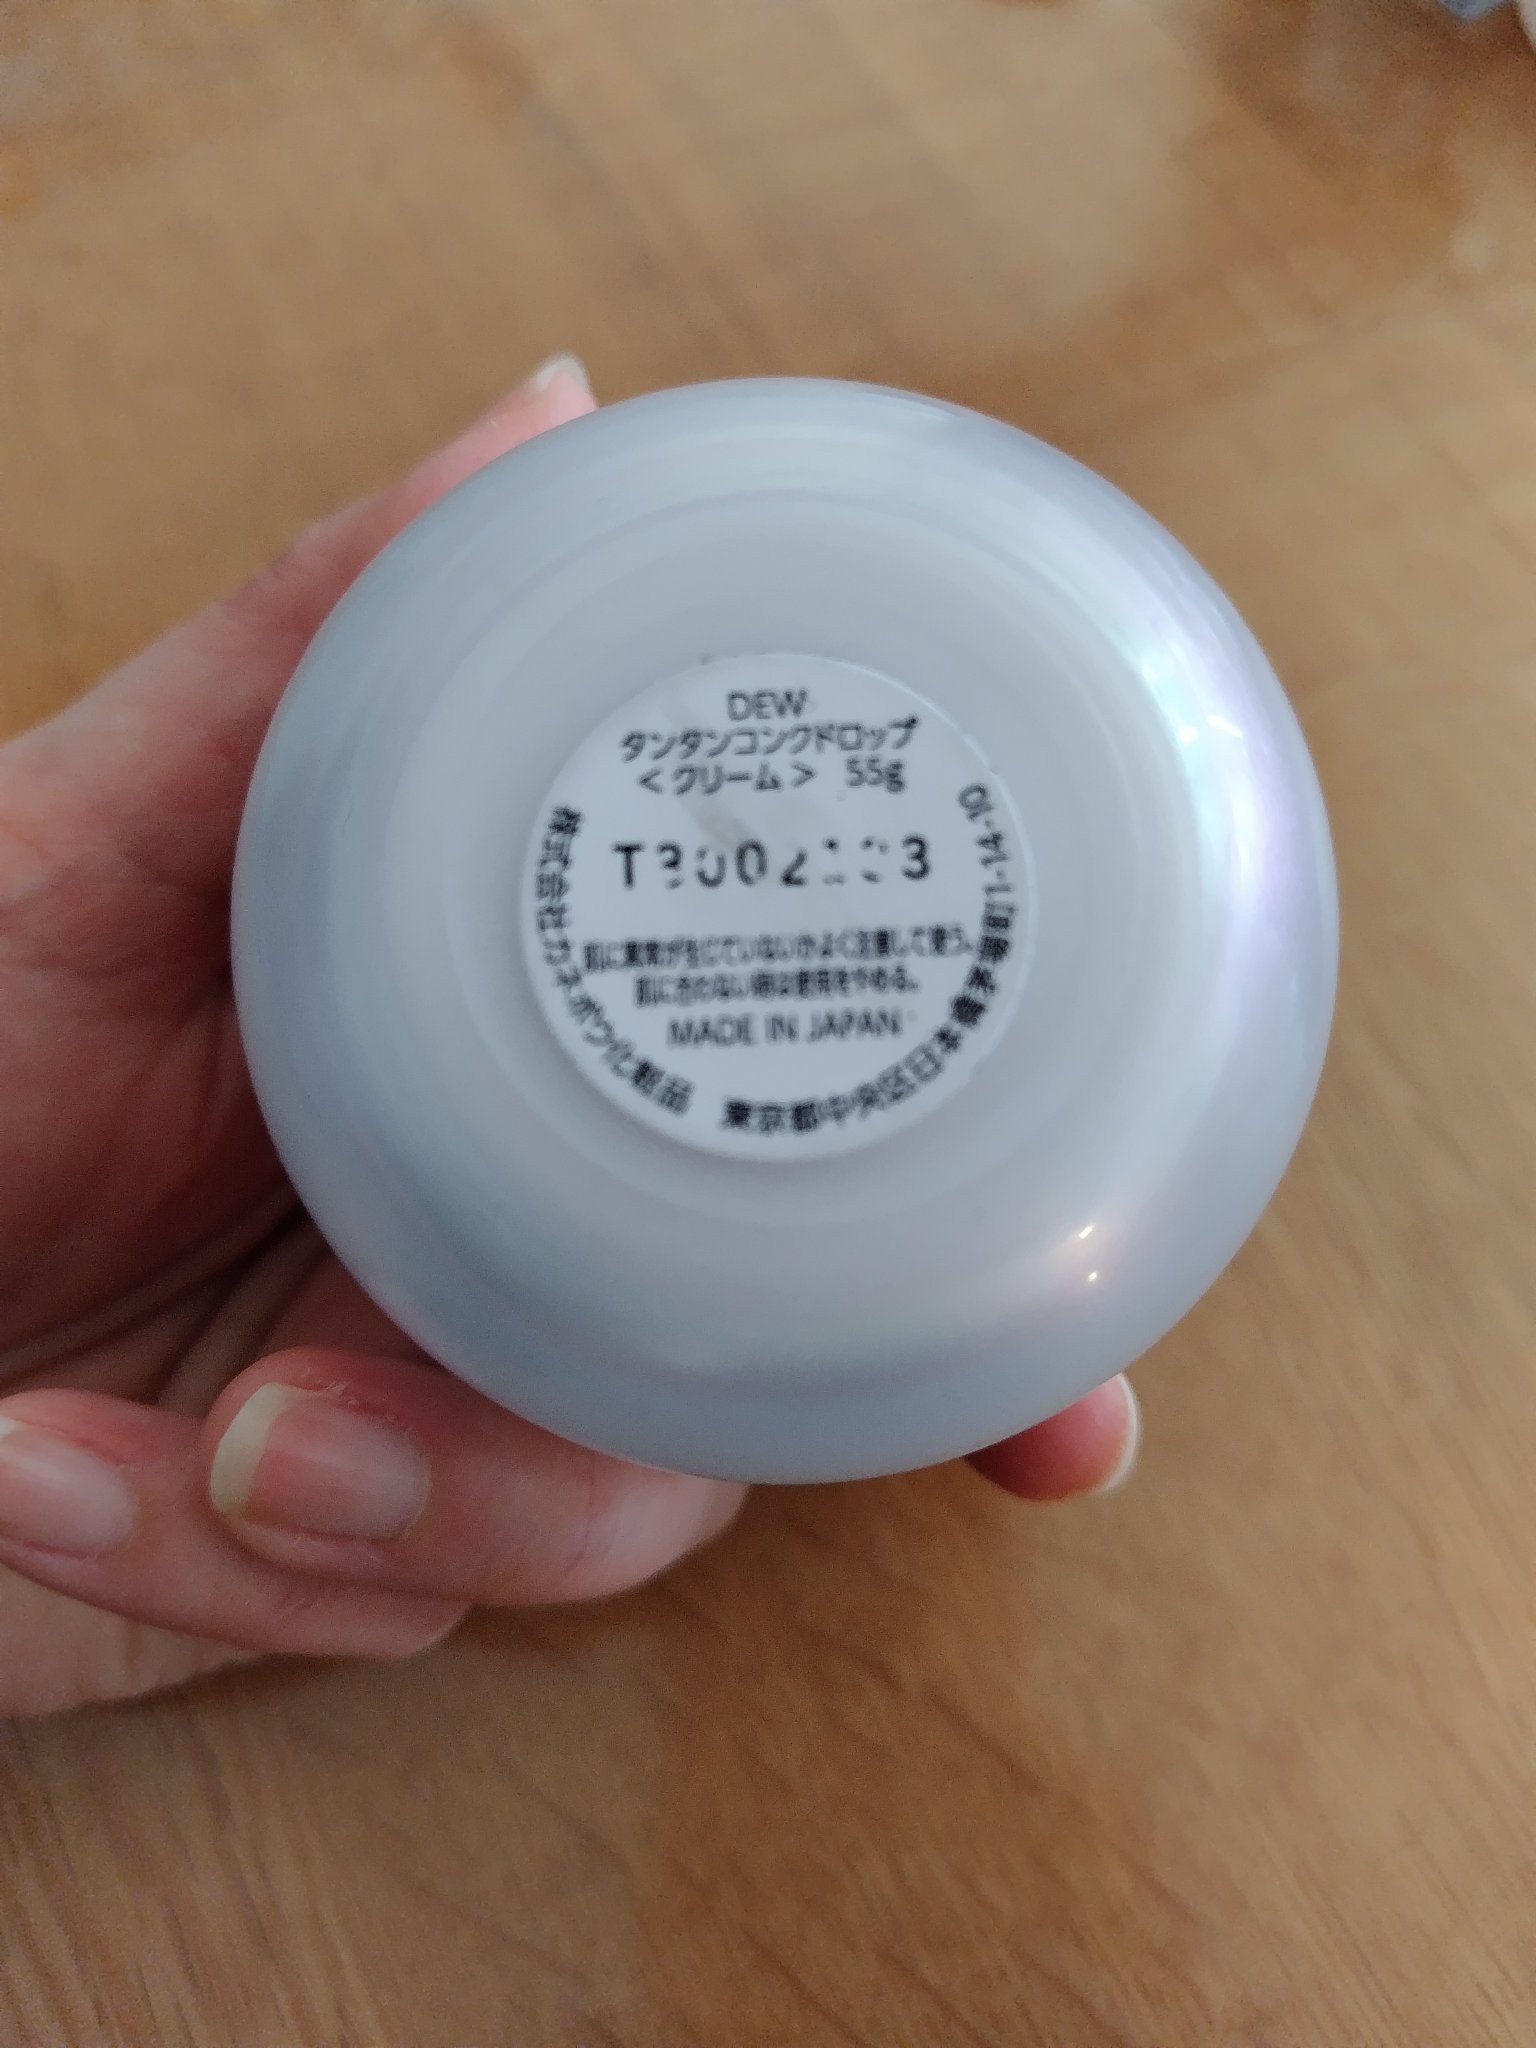 DEW
タンタンコンクドロップ
＜クリーム＞ 55g
肌に異常が生じていないかよく注意して使う。
肌に合わない時は使用をやめる。
MADE IN JAPAN
株式会社カネボウ化粧品 東京都中央区日本橋茅場町1-14-10